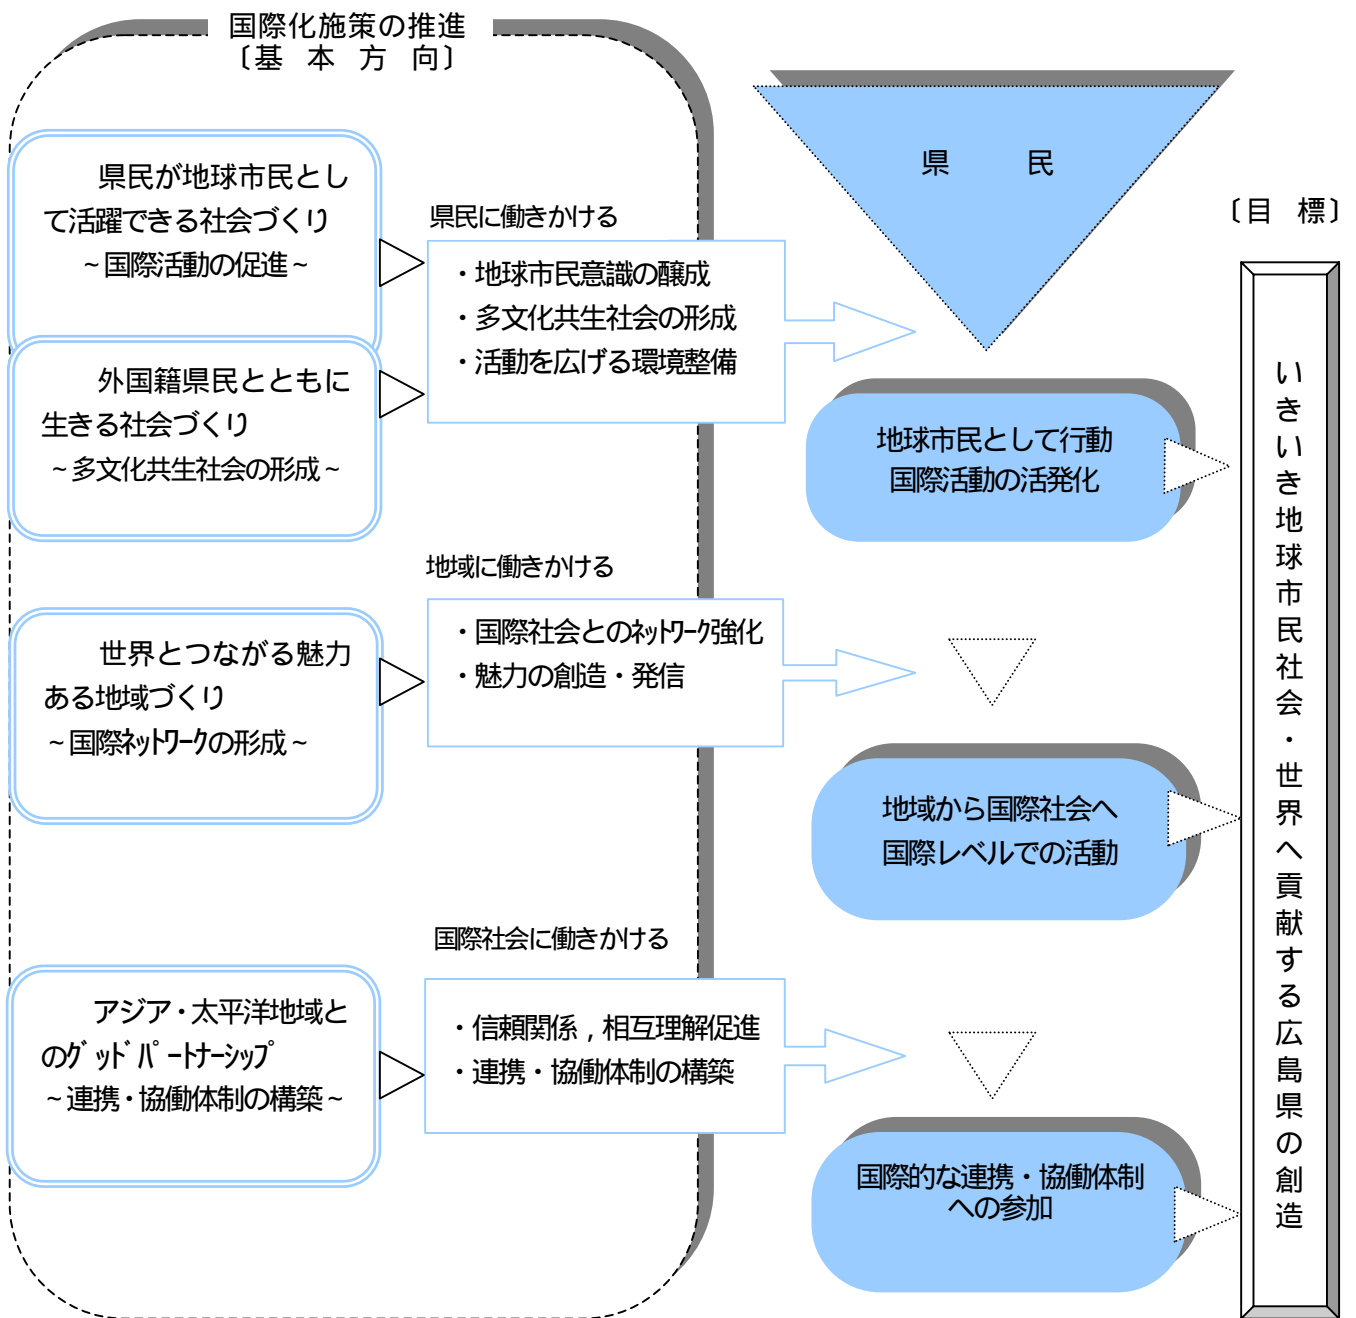 国際化施策の推進
〔基 本 方 向〕
県民が地球市民とし
て活躍できる社会づくり
~国際活動の促進~
外国籍県民とともに
生きる社会づくり
~多文化共生社会の形成~
世界とつながる魅力
ある地域づくり
~国際ネットワークの形成~
アジア・太平洋地域と
のグッドパートナーシップ
~連携・協働体制の構築~
県民に働きかける
・地球市民意識の醸成
・多文化共生社会の形成
・活動を広げる環境整備
地域に働きかける
・国際社会とのネットワーク強化
・魅力の創造・発信
国際社会に働きかける
・信頼関係,相互理解促進
・連携・協働体制の構築
県 民
地球市民として行動
国際活動の活発化
地域から国際社会へ
国際レベルでの活動
国際的な連携・協働体制
への参加
〔目 標〕
いきいき地球市民社会・世界へ貢献する広島県の創造